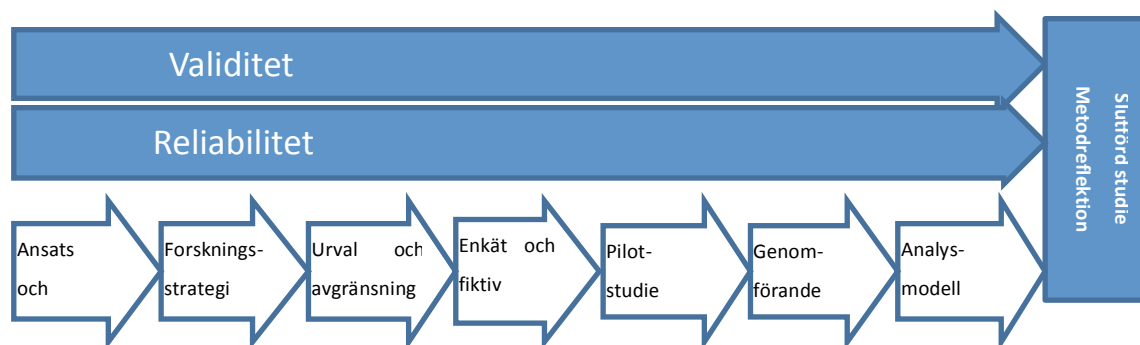 Validitet
Reliabilitet
Ansats
och
Forsknings-
strategi
Urval och
avgränsning
Enkät och
fiktiv
Pilot-
studie
Genom-
förande
Analys-
modell
Slutförd studie
Metodreflektion